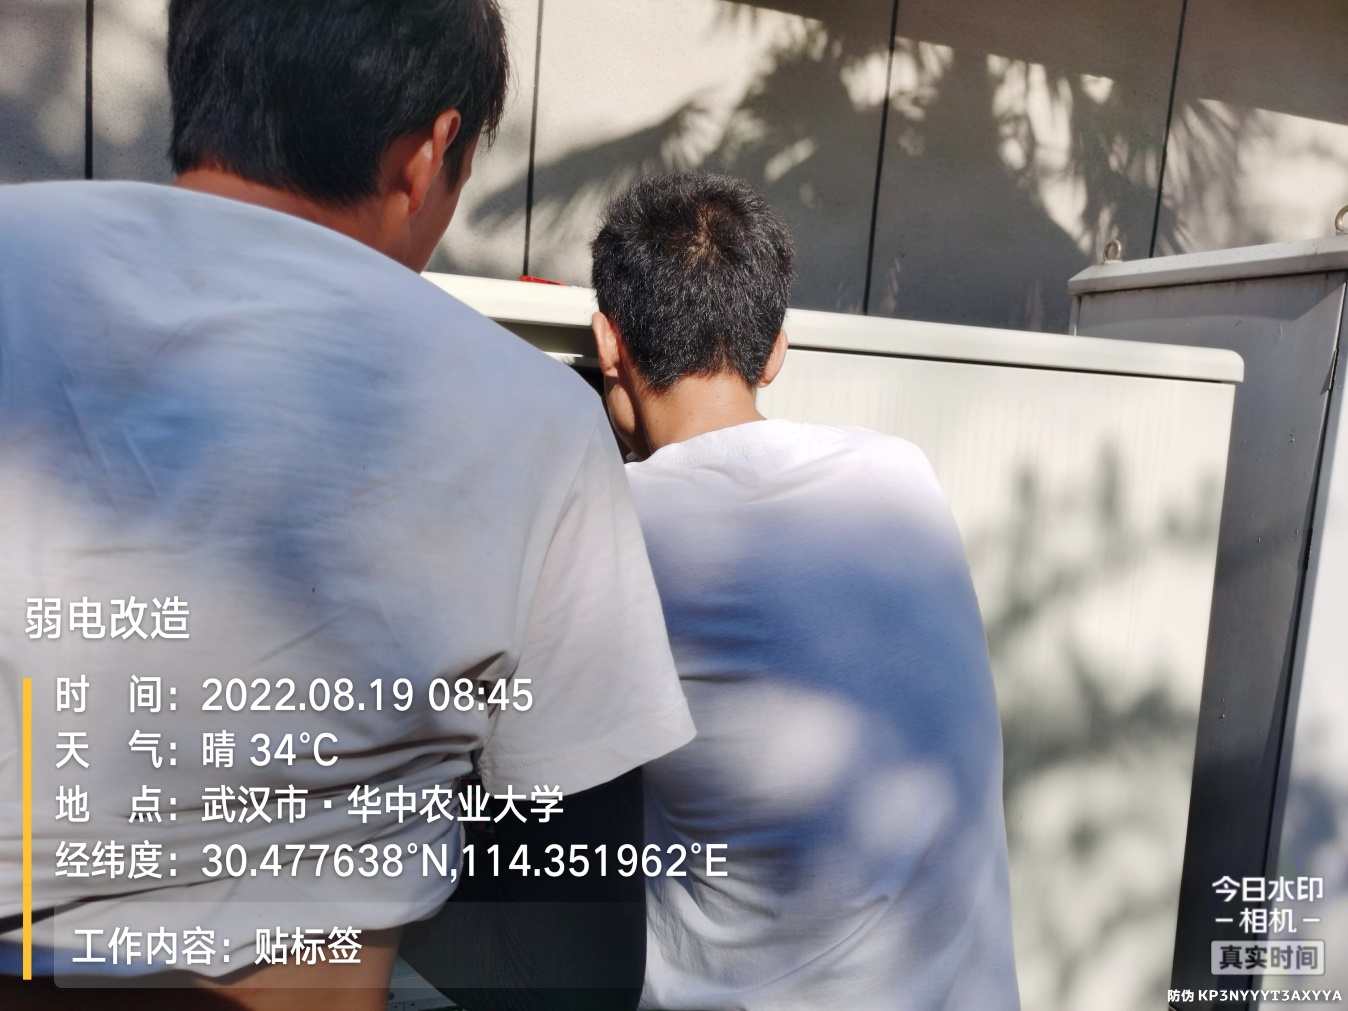 弱电改造
时 间：2022.08.19 08:45
天 气：晴 34℃
地 点：武汉市·华中农业大学
经纬度：30.477638°N,114.351962°E
工作内容：贴标签
今日水印
-相机-
真实时间
防伪 KP3NYYYT3AXYYA